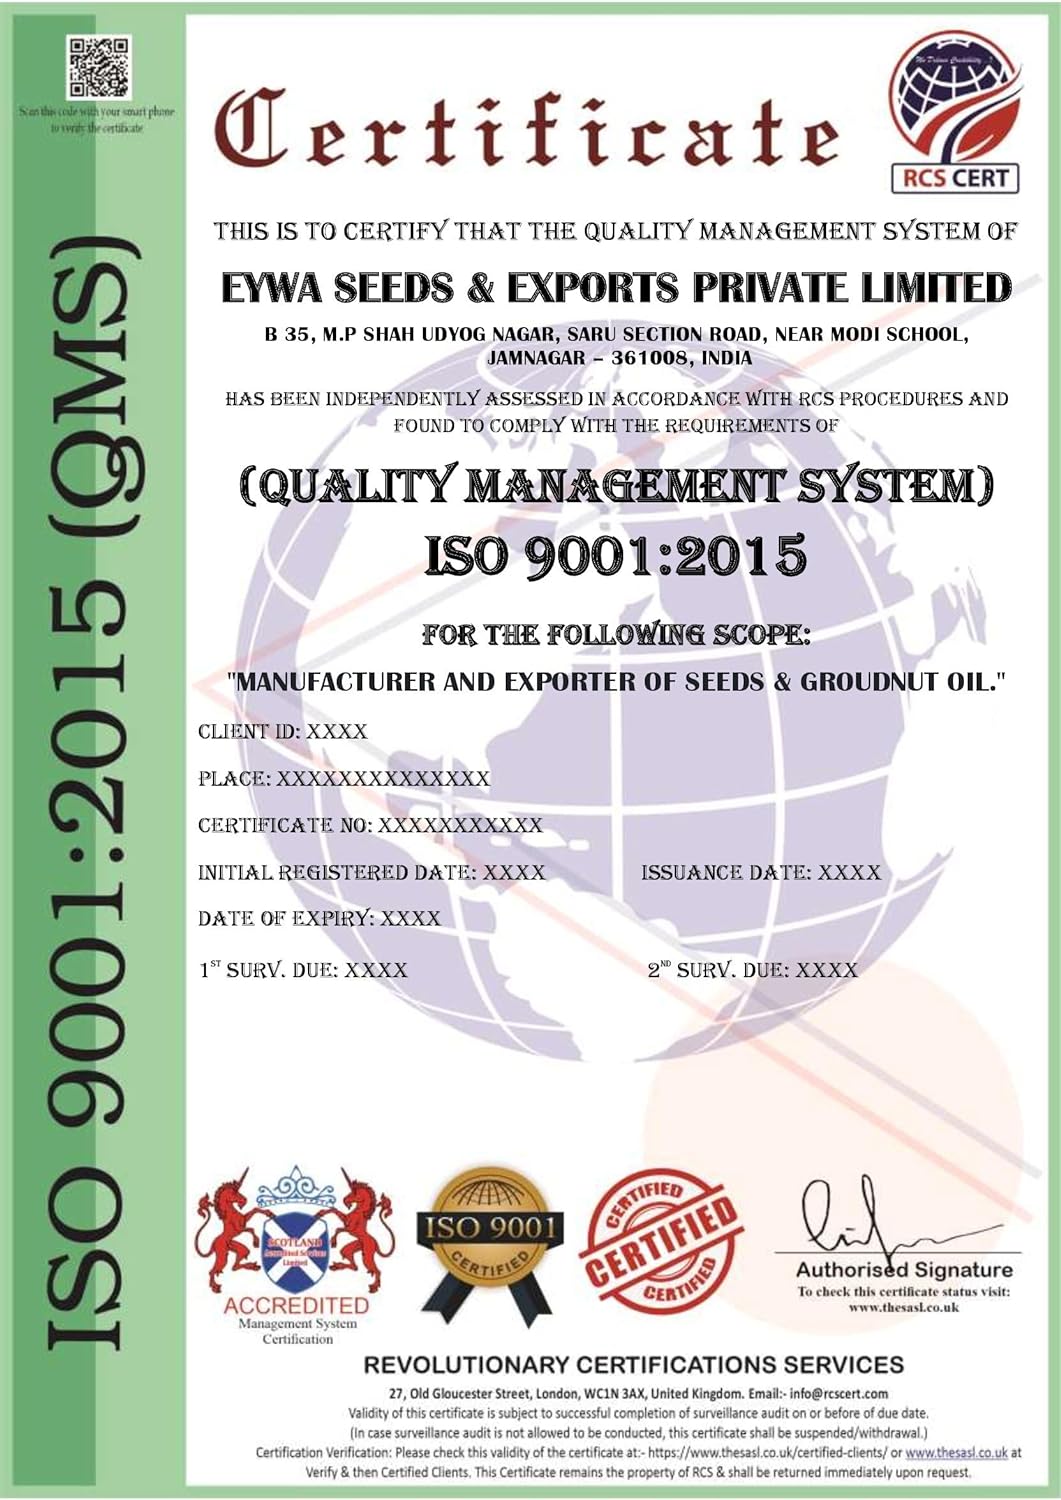 Scan this code with your smart phone
to verify the certificate
ISO 9001:2015 (QMS)
Certificate
We Deliver Credibility...!
RCS CERT
THIS IS TO CERTIFY THAT THE QUALITY MANAGEMENT SYSTEM OF
EYWA SEEDS & EXPORTS PRIVATE LIMITED
B 35, M.P SHAH UDYOG NAGAR, SARU SECTION ROAD, NEAR MODI SCHOOL,
JAMNAGAR – 361008, INDIA
HAS BEEN INDEPENDENTLY ASSESSED IN ACCORDANCE WITH RCS PROCEDURES AND
FOUND TO COMPLY WITH THE REQUIREMENTS OF
(QUALITY MANAGEMENT SYSTEM)
ISO 9001:2015
FOR THE FOLLOWING SCOPE:
"MANUFACTURER AND EXPORTER OF SEEDS & GROUDNUT OIL."
CLIENT ID: XXXX
PLACE: XXXXXXXXXXXXXX
CERTIFICATE NO: XXXXXXXXXXX
INITIAL REGISTERED DATE: XXXX ISSUANCE DATE: XXXX
DATE OF EXPIRY: XXXX
1ST SURV. DUE: XXXX 2ND SURV. DUE: XXXX
SCOTLAND
Accredited Services
Limited
ACCREDITED
Management System
Certification
ISO 9001
CERTIFIED
CERTIFIED
CERTIFIED
CERTIFIED
Authorised Signature
To check this certificate status visit:
www.thesasl.co.uk
REVOLUTIONARY CERTIFICATIONS SERVICES
27, Old Gloucester Street, London, WC1N 3AX, United Kingdom. Email:- info@rcscert.com
Validity of this certificate is subject to successful completion of surveillance audit on or before of due date.
(In case surveillance audit is not allowed to be conducted, this certificate shall be suspended/withdrawal.)
Certification Verification: Please check this validity of the certificate at:- https://www.thesasl.co.uk/certified-clients/ or www.thesasl.co.uk at
Verify & then Certified Clients. This Certificate remains the property of RCS & shall be returned immediately upon request.